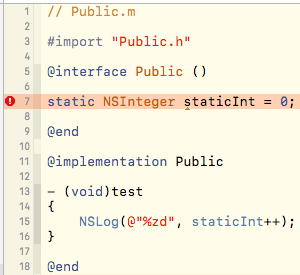 1 // Public.m
2
3 #import "Public.h"
4
5 @interface Public ()
6
7 static NSInteger staticInt = 0;
8
9 @end
10
11 @implementation Public
12
13 - (void)test
14 {
15     NSLog(@"%zd", staticInt++);
16 }
17
18 @end